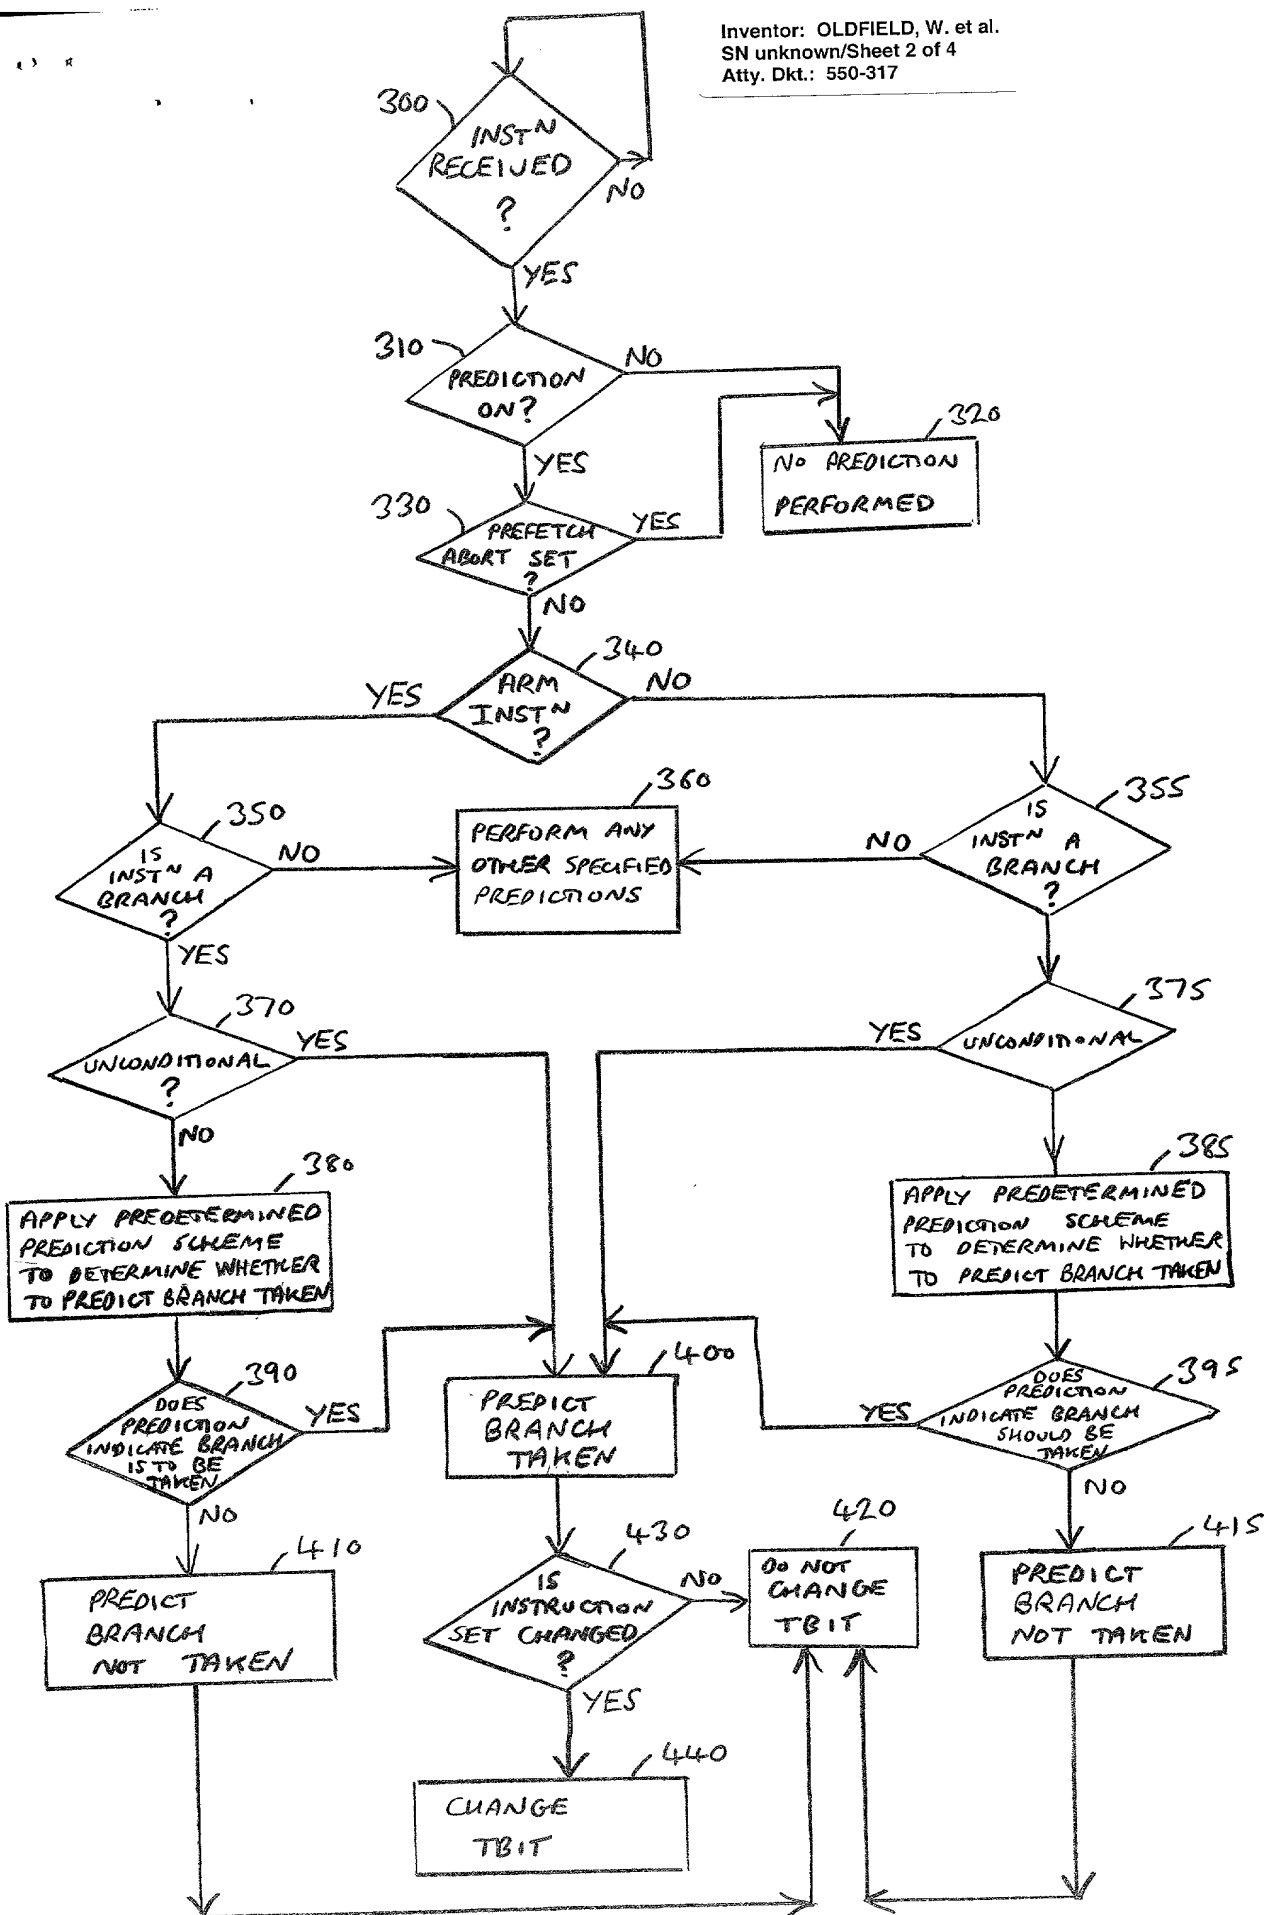 Inventor: OLDFIELD, W. et al.
SN unknown/Sheet 2 of 4
Atty. Dkt.: 550-317
300
INSTN
RECEIVED
?
NO
YES
310
PREDICTION
ON?
NO
YES
320
NO PREDICTION
PERFORMED
330
PREFETCH
ABORT SET
?
YES
NO
340
ARM
INSTN
?
YES
NO
350
IS
INSTN A
BRANCH
?
NO
YES
360
PERFORM ANY
OTHER SPECIFIED
PREDICTIONS
355
IS
INSTN A
BRANCH
?
NO
370
UNCONDITIONAL
?
YES
NO
375
UNCONDITIONAL
YES
380
APPLY PREDETERMINED
PREDICTION SCHEME
TO DETERMINE WHETHER
TO PREDICT BRANCH TAKEN
385
APPLY PREDETERMINED
PREDICTION SCHEME
TO DETERMINE WHETHER
TO PREDICT BRANCH TAKEN
390
DOES
PREDICTION
INDICATE BRANCH
IS TO BE
TAKEN
YES
NO
400
PREDICT
BRANCH
TAKEN
395
DOES
PREDICTION
INDICATE BRANCH
SHOULD BE
TAKEN
YES
NO
410
PREDICT
BRANCH
NOT TAKEN
430
IS
INSTRUCTION
SET CHANGED
?
NO
YES
420
DO NOT
CHANGE
TBIT
415
PREDICT
BRANCH
NOT TAKEN
440
CHANGE
TBIT